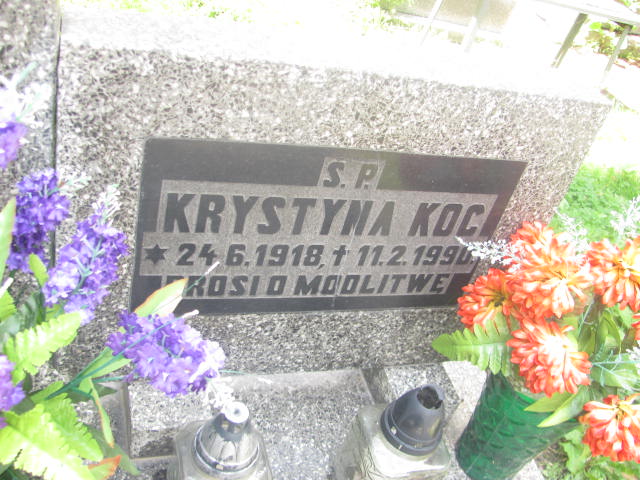 S.P.
KRYSTYNA KOC
* 24.6.1918, † 11.2.1990
PROSI O MODLITWE